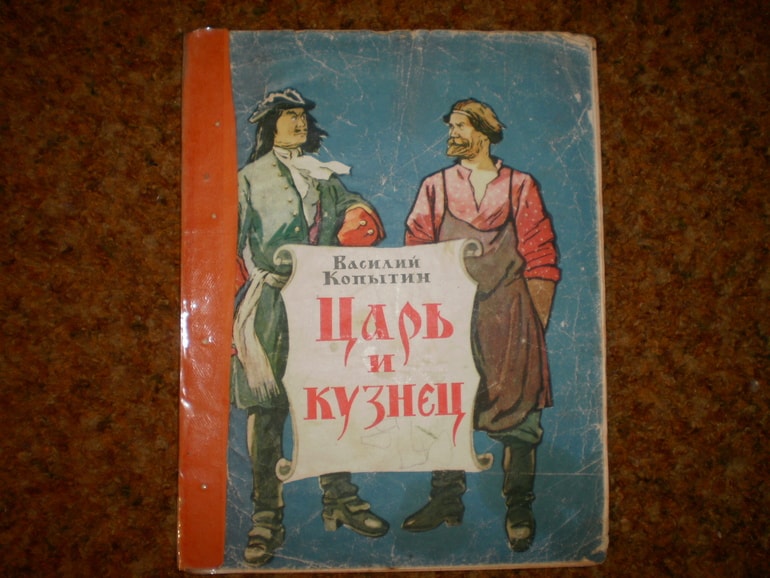 Василий
Копытин
Царь
и
кузнец